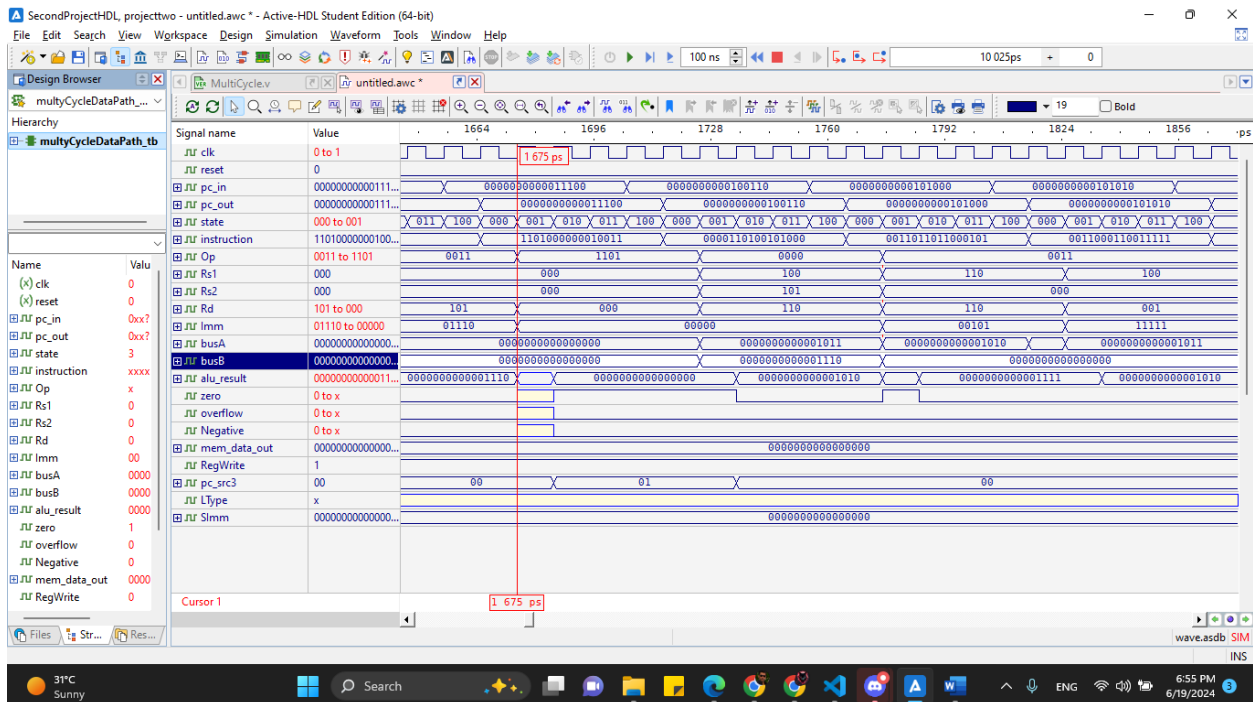 SecondProjectHDL, projecttwo - untitled.awc * - Active-HDL Student Edition (64-bit)
File Edit Search View Workspace Design Simulation Waveform Tools Window Help
100 ns 10 025ps + 0
Design Browser
MultiCycle.v untitled.awc *
multyCycleDataPath_...
19 Bold
Hierarchy
multyCycleDataPath_tb
Signal name Value 1664 1696 1728 1760 1792 1824 1856 ps
clk 0 to 1 1 675 ps
reset 0
pc_in 00000000000111... 0000000000011100 0000000000100110 0000000000101000 0000000000101010
pc_out 00000000000111... 0000000000011100 0000000000100110 0000000000101000 0000000000101010
state 000 to 001 011 100 000 001 010 011 100 000 001 010 011 100 000 001 010 011 100 000 001 010 011 100
instruction 11010000000100... 1101000000010011 0000110100101000 0011011011000101 0011000110011111
Op 0011 to 1101 0011 1101 0000 0011
Rs1 000 000 100 110 100
Rs2 000 000 101 000
Rd 101 to 000 101 000 110 110 001
Imm 01110 to 00000 01110 00000 00101 11111
busA 00000000000000... 0000000000000000 0000000000001011 0000000000001010 0000000000001011
busB 00000000000000... 0000000000000000 0000000000001110 0000000000000000
alu_result 00000000000011... 0000000000001110 0000000000000000 0000000000001010 0000000000001111 0000000000001010
zero 0 to x
overflow 0 to x
Negative 0 to x
mem_data_out 00000000000000... 0000000000000000
RegWrite 1
pc_src3 00 00 01 00
LType x
SImm 00000000000000... 0000000000000000
Cursor 1 1 675 ps
Name Valu
clk 0
reset 0
pc_in 0xx?
pc_out 0xx?
state 3
instruction xxxx
Op x
Rs1 0
Rs2 0
Rd 0
Imm 00
busA 0000
busB 0000
alu_result 0000
zero 1
overflow 0
Negative 0
mem_data_out 0000
RegWrite 0
Files Str... Res...
wave.asdb SIM
INS
31°C
Sunny
Search
ENG
6:55 PM
6/19/2024
3